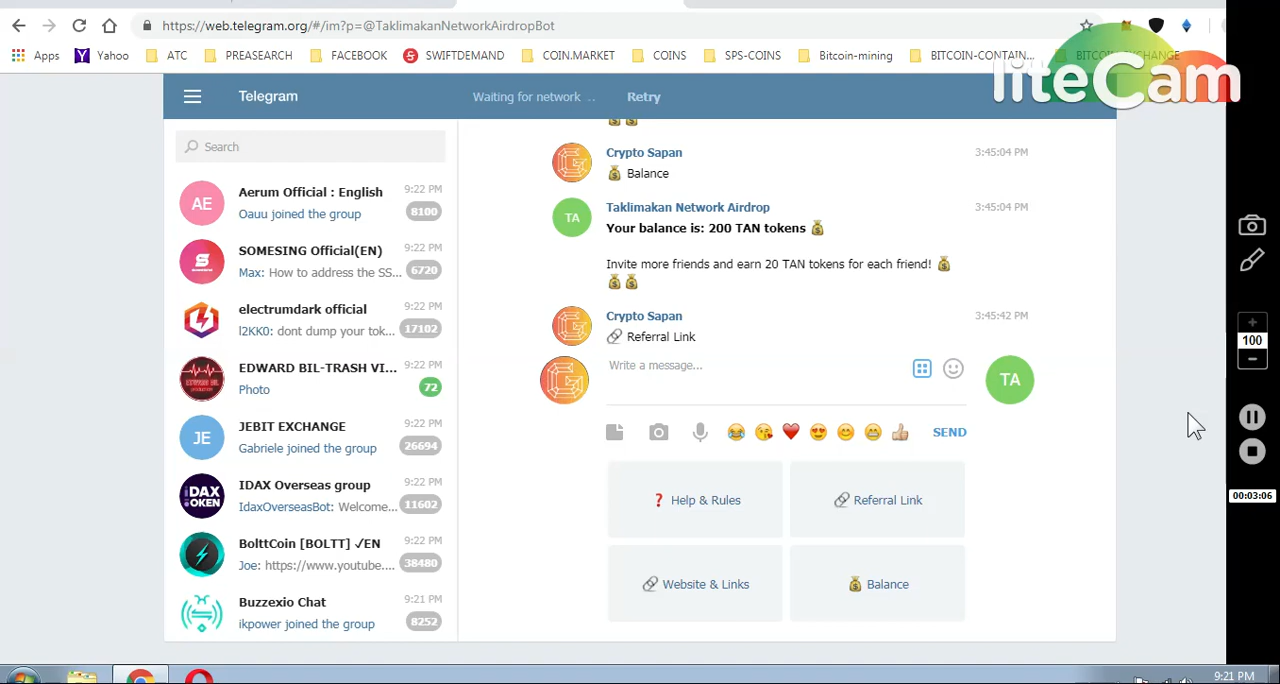 https://web.telegram.org/#/im?p=@TaklimakanNetworkAirdropBot
Apps Yahoo ATC PREASEARCH FACEBOOK SWIFTDEMAND COIN.MARKET COINS SPS-COINS Bitcoin-mining BITCOIN-CONTAIN...
liteCam
Telegram
Waiting for network ..
Retry
Search
AE
Aerum Official : English
9:22 PM
Oauu joined the group
8100
SOMESING Official(EN)
9:22 PM
Max: How to address the SS...
6720
electrumdark official
9:22 PM
l2KK0: dont dump your tok...
17102
EDWARD BIL-TRASH VI...
9:22 PM
Photo
72
JE
JEBIT EXCHANGE
9:22 PM
Gabriele joined the group
26694
IDAX OKEN
IDAX Overseas group
9:22 PM
IdaxOverseasBot: Welcome...
11602
BolttCoin [BOLTT] √EN
9:22 PM
Joe: https://www.youtube....
38480
Buzzexio Chat
9:21 PM
ikpower joined the group
8252
Crypto Sapan
3:45:04 PM
💰 Balance
TA
Taklimakan Network Airdrop
3:45:04 PM
Your balance is: 200 TAN tokens 💰
Invite more friends and earn 20 TAN tokens for each friend! 💰
💰💰
Crypto Sapan
3:45:42 PM
🔗 Referral Link
Write a message...
TA
SEND
❓ Help & Rules
🔗 Referral Link
🔗 Website & Links
💰 Balance
100
00:03:06
9:21 PM